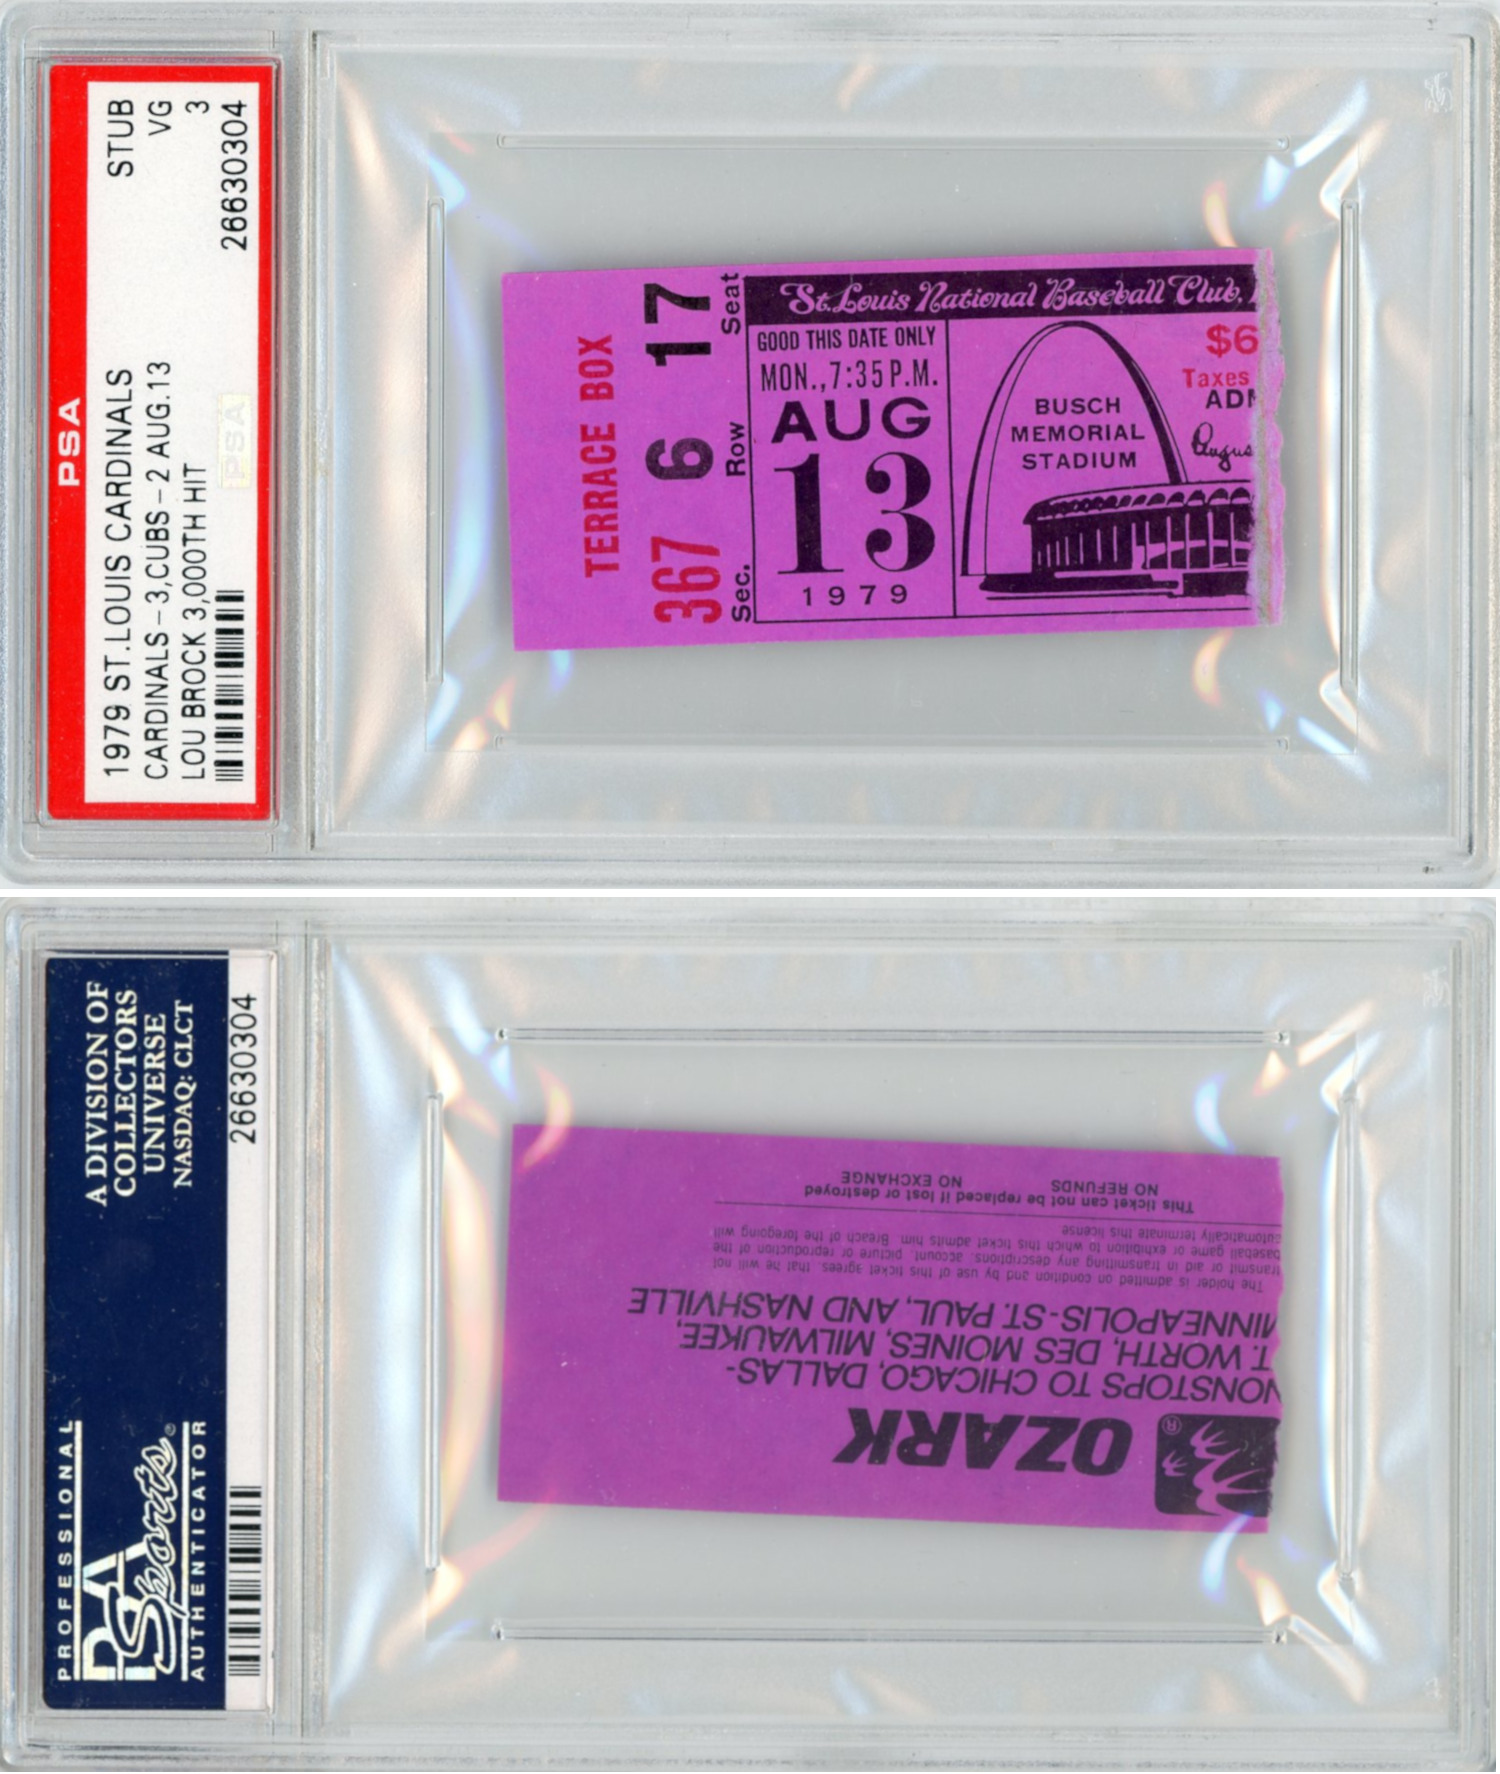 PSA
1979 ST.LOUIS CARDINALS STUB
CARDINALS-3,CUBS-2 AUG.13 VG
LOU BROCK 3,000TH HIT 3
26630304
PSA
TERRACE BOX
367 6 17
Sec. Row Seat
St. Louis National Baseball Club,
GOOD THIS DATE ONLY
MON.,7:35 P.M.
AUG
13
1979
BUSCH
MEMORIAL
STADIUM
$6
Taxes
ADM
Augus
A DIVISION OF
COLLECTORS
UNIVERSE
NASDAQ: CLCT
26630304
PROFESSIONAL
PSA
Sports
AUTHENTICATOR
OZARK
ONSTOPS TO CHICAGO, DALLAS-
T. WORTH, DES MOINES, MILWAUKEE,
MINNEAPOLIS-ST. PAUL, AND NASHVILLE
The holder is admitted on condition and by use of this ticket agrees, that he will not
transmit or aid in transmitting any descriptions, account, picture or reproduction of the
baseball game or exhibition to which this ticket admits him. Breach of the foregoing will
automatically terminate this license.
This ticket can not be replaced if lost or destroyed
NO REFUNDS NO EXCHANGE